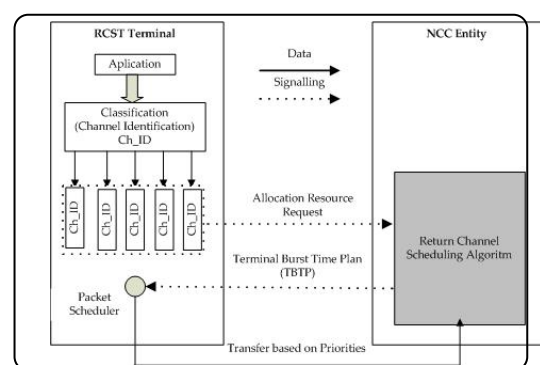 RCST Terminal
NCC Entity
Aplication
Data
Signalling
Classification
(Channel Identification)
Ch_ID
Ch_ID
Ch_ID
Ch_ID
Ch_ID
Ch_ID
Allocation Resource
Request
Return Channel
Scheduling Algoritm
Terminal Burst Time Plan
(TBTP)
Packet
Scheduler
Transfer based on Priorities